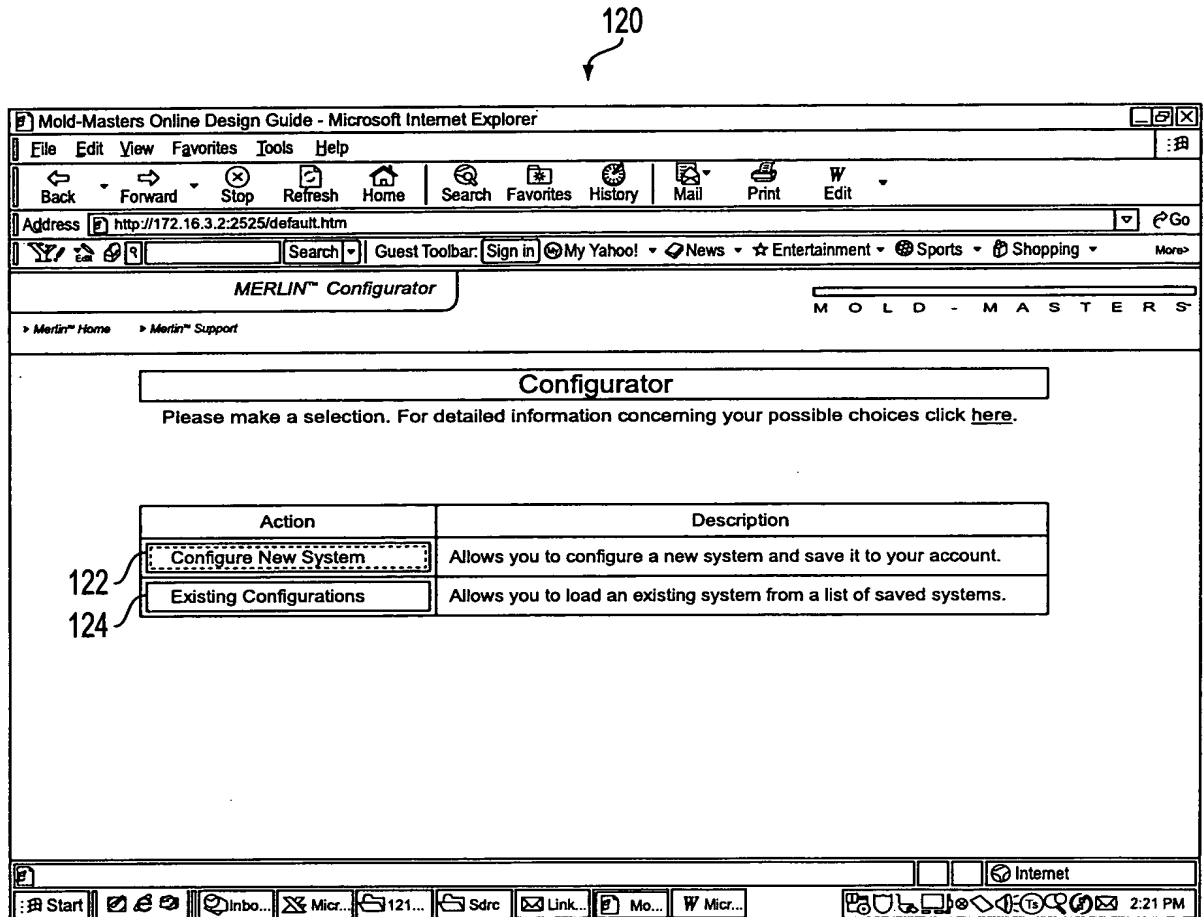 120
Mold-Masters Online Design Guide - Microsoft Internet Explorer
File Edit View Favorites Tools Help
Back Forward Stop Refresh Home Search Favorites History Mail Print Edit
Address http://172.16.3.2:2525/default.htm Go
Search Guest Toolbar: Sign in My Yahoo! News Entertainment Sports Shopping More>
MERLIN™ Configurator
MOLD-MASTERS
> Merlin™ Home > Merlin™ Support
Configurator
Please make a selection. For detailed information concerning your possible choices click here.
Action Description
122 Configure New System Allows you to configure a new system and save it to your account.
124 Existing Configurations Allows you to load an existing system from a list of saved systems.
Internet
Start Inbo... Micr... 121... Sdrc Link... Mo... Micr... 2:21 PM